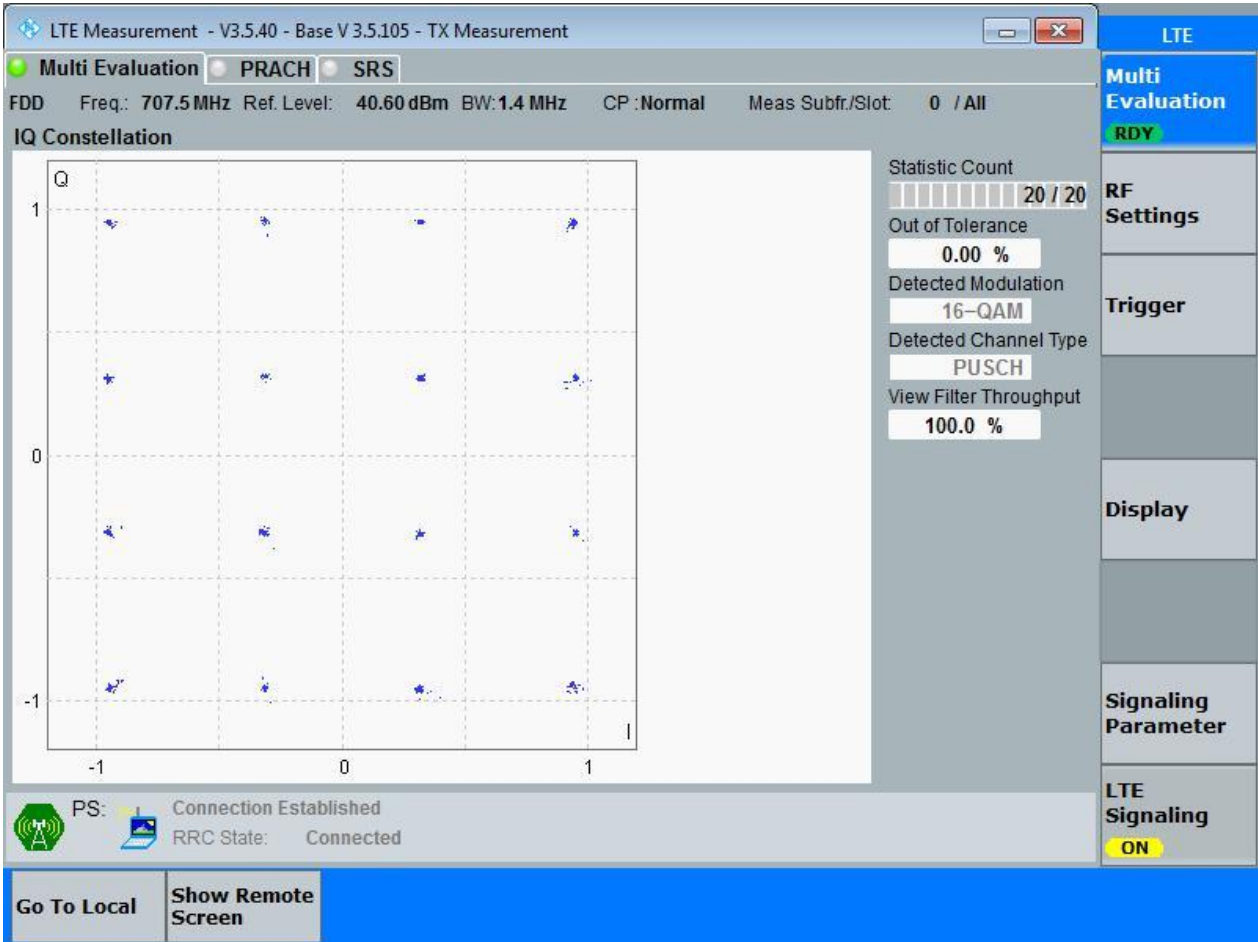 LTE Measurement - V3.5.40 - Base V 3.5.105 - TX Measurement
LTE
Multi Evaluation PRACH SRS
Multi
Evaluation
RDY
FDD Freq.: 707.5 MHz Ref. Level: 40.60 dBm BW: 1.4 MHz CP : Normal Meas Subfr./Slot: 0 / All
IQ Constellation
Q
1
0
-1
I
-1 0 1
Statistic Count
20 / 20
Out of Tolerance
0.00 %
Detected Modulation
16-QAM
Detected Channel Type
PUSCH
View Filter Throughput
100.0 %
RF
Settings
Trigger
Display
Signaling
Parameter
LTE
Signaling
ON
PS: Connection Established
RRC State: Connected
Go To Local
Show Remote
Screen